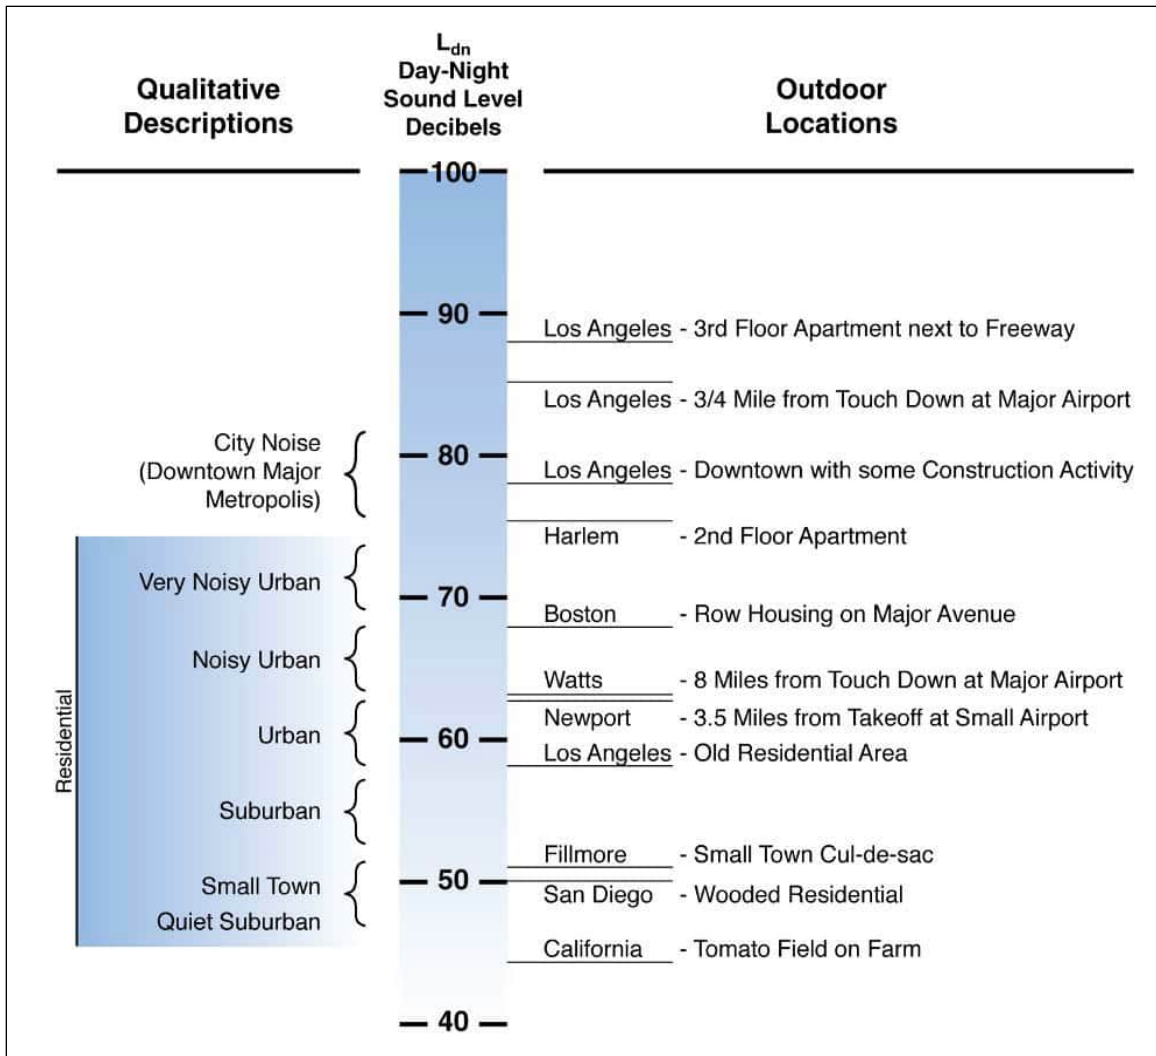 Qualitative
Descriptions
L_dn
Day-Night
Sound Level
Decibels
Outdoor
Locations
100
90
80
70
60
50
40
City Noise
(Downtown Major
Metropolis)
Very Noisy Urban
Noisy Urban
Urban
Suburban
Small Town
Quiet Suburban
Residential
Los Angeles - 3rd Floor Apartment next to Freeway
Los Angeles - 3/4 Mile from Touch Down at Major Airport
Los Angeles - Downtown with some Construction Activity
Harlem - 2nd Floor Apartment
Boston - Row Housing on Major Avenue
Watts - 8 Miles from Touch Down at Major Airport
Newport - 3.5 Miles from Takeoff at Small Airport
Los Angeles - Old Residential Area
Fillmore - Small Town Cul-de-sac
San Diego - Wooded Residential
California - Tomato Field on Farm